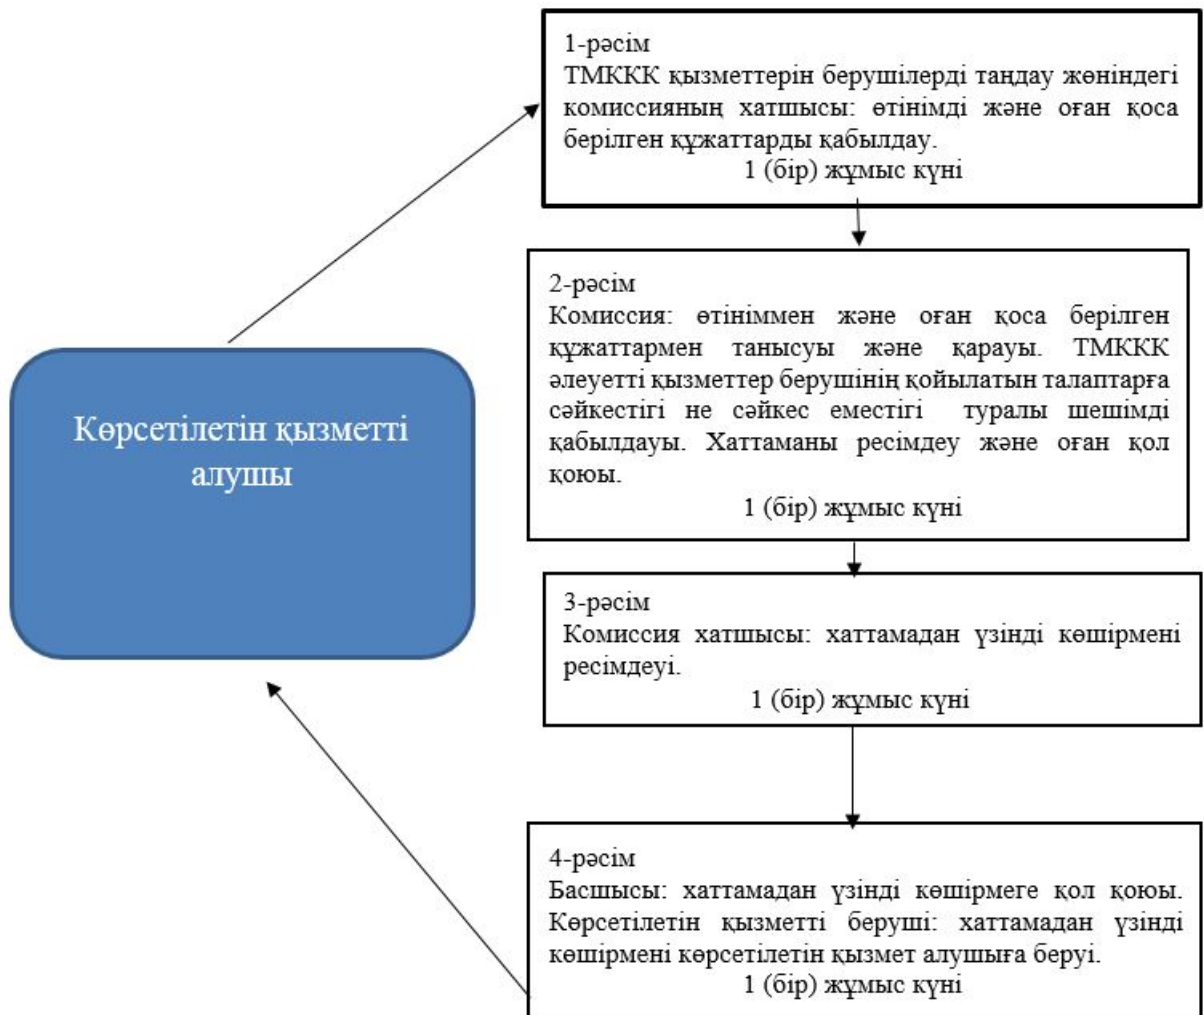 1-рәсім
ТМККК қызметтерін берушілерді таңдау жөніндегі
комиссияның хатшысы: өтінімді және оған қоса
берілген құжаттарды қабылдау.
1 (бір) жұмыс күні
2-рәсім
Комиссия: өтініммен және оған қоса берілген
құжаттармен танысуы және қарауы. ТМККК
әлеуетті қызметтер берушінің қойылатын талаптарға
сәйкестігі не сәйкес еместігі туралы шешімді
қабылдауы. Хаттаманы ресімдеу және оған қол
қоюы.
1 (бір) жұмыс күні
Көрсетілетін қызметті
алушы
3-рәсім
Комиссия хатшысы: хаттамадан үзінді көшірмені
ресімдеуі.
1 (бір) жұмыс күні
4-рәсім
Басшысы: хаттамадан үзінді көшірмеге қол қоюы.
Көрсетілетін қызметті беруші: хаттамадан үзінді
көшірмені көрсетілетін қызмет алушыға беруі.
1 (бір) жұмыс күні